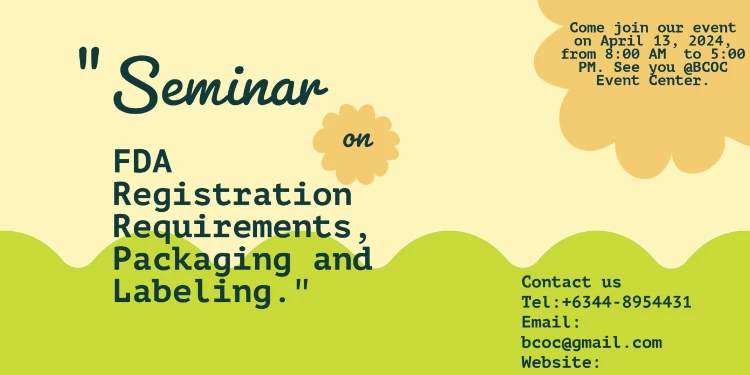 " Seminar
on
FDA
Registration
Requirements,
Packaging and
Labeling."
Come join our event
on April 13, 2024,
from 8:00 AM to 5:00
PM. See you @BCOC
Event Center.
Contact us
Tel:+6344-8954431
Email:
bcoc@gmail.com
Website: